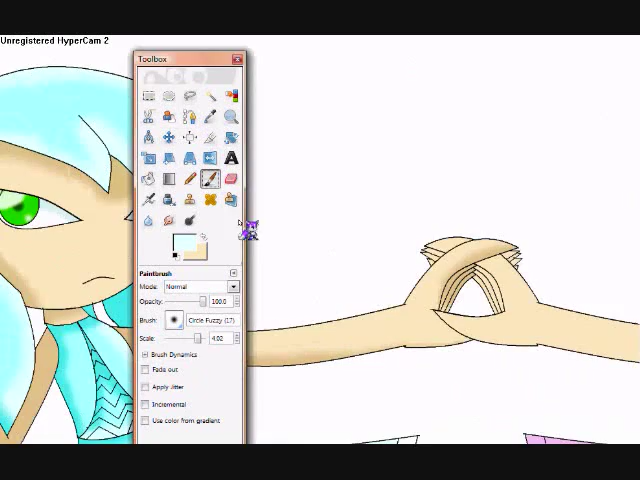 Unregistered HyperCam 2
Toolbox
Paintbrush
Mode: Normal
Opacity: 100.0
Brush: Circle Fuzzy (17)
Scale: 4.02
Brush Dynamics
Fade out
Apply Jitter
Incremental
Use color from gradient